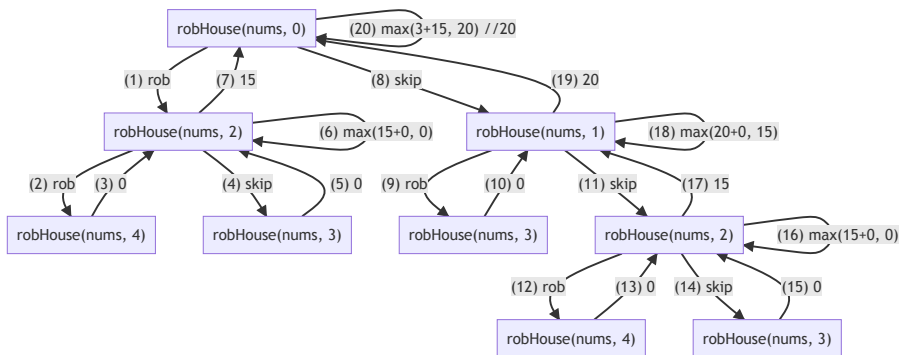 robHouse(nums, 0)
(20) max(3+15, 20) //20
(1) rob
(7) 15
(8) skip
(19) 20
robHouse(nums, 2)
(6) max(15+0, 0)
robHouse(nums, 1)
(18) max(20+0, 15)
(2) rob
(3) 0
(4) skip
(5) 0
(9) rob
(10) 0
(11) skip
(17) 15
robHouse(nums, 4)
robHouse(nums, 3)
robHouse(nums, 3)
robHouse(nums, 2)
(16) max(15+0, 0)
(12) rob
(13) 0
(14) skip
(15) 0
robHouse(nums, 4)
robHouse(nums, 3)